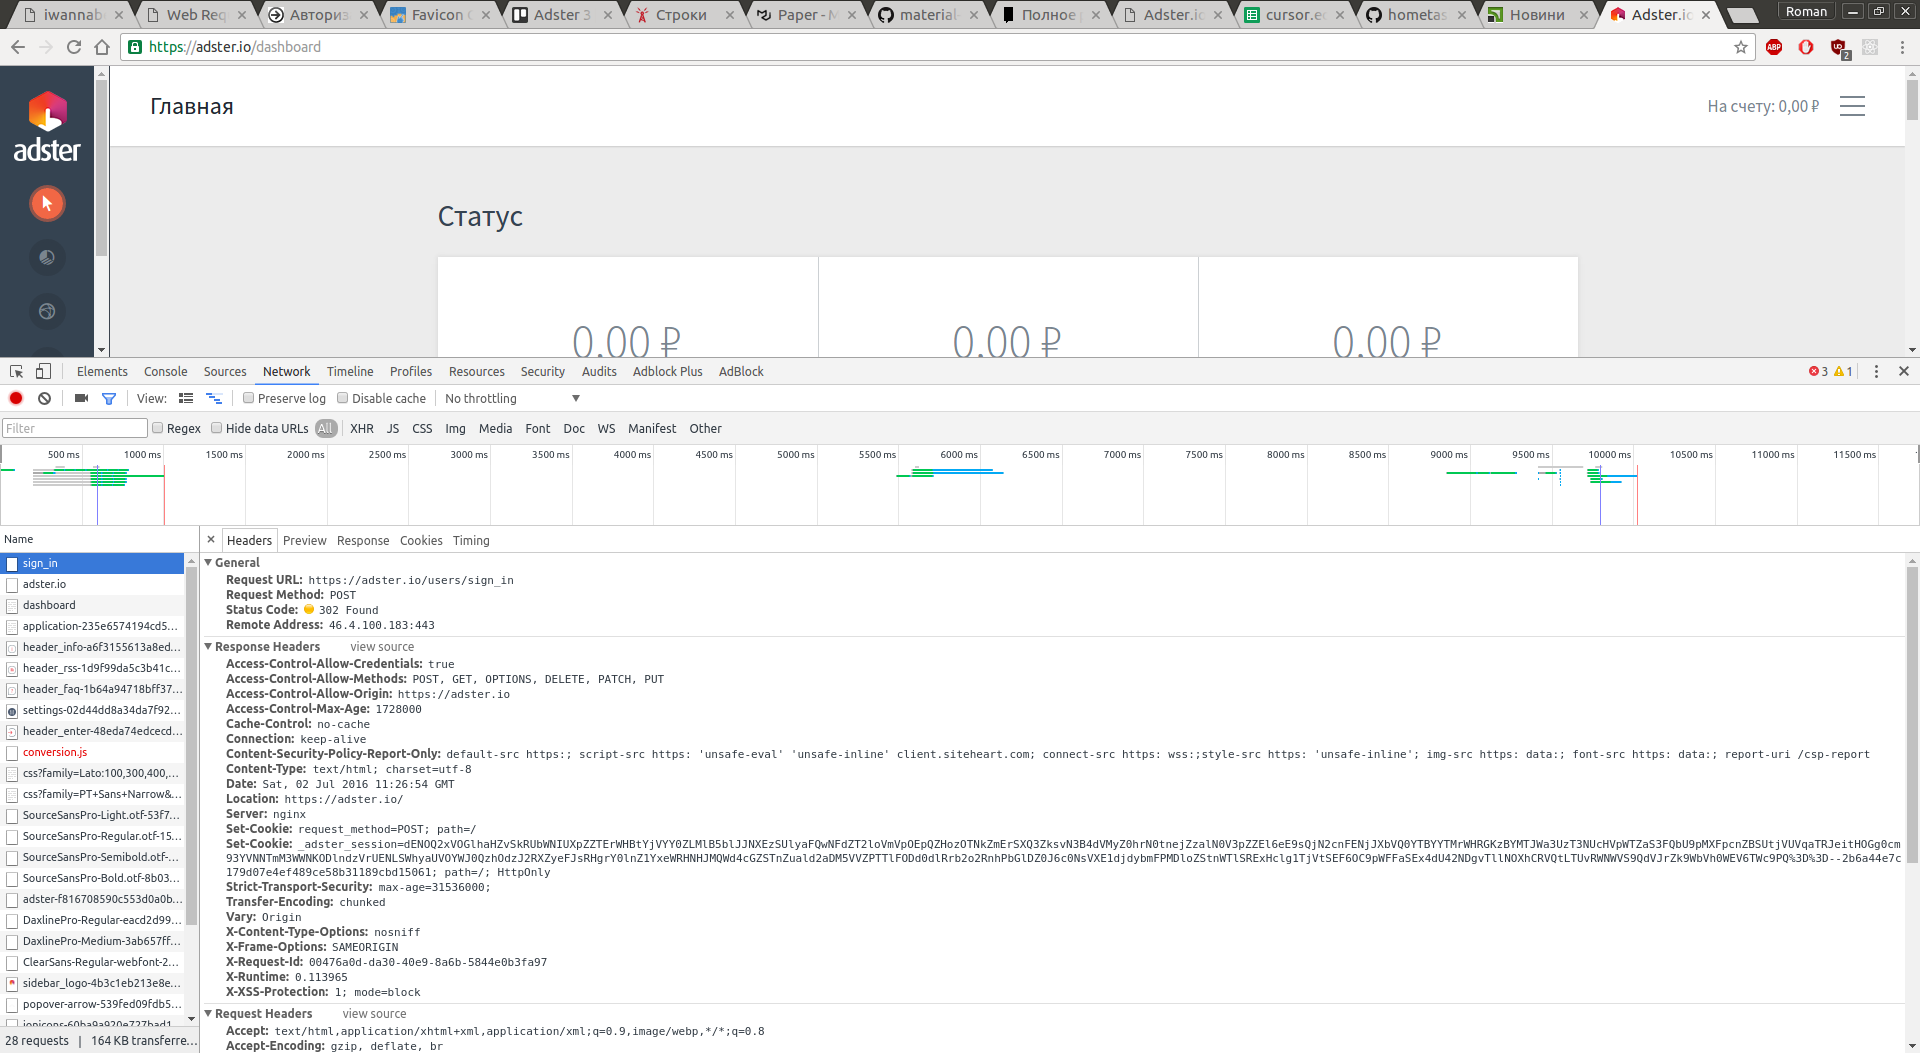 iwannab
Web Req
Авториз
Favicon
Adster 3
Строки
Paper - M
material-
Полное
Adster.io
cursor.ed
hometas
Новини
Adster.io
Roman
https://adster.io/dashboard
ABP
2
adster
Главная
На счету: 0,00 ₽
Статус
0,00 ₽
0,00 ₽
0,00 ₽
Elements Console Sources Network Timeline Profiles Resources Security Audits Adblock Plus AdBlock
3 1
View: Preserve log Disable cache No throttling
Filter Regex Hide data URLs All XHR JS CSS Img Media Font Doc WS Manifest Other
500 ms 1000 ms 1500 ms 2000 ms 2500 ms 3000 ms 3500 ms 4000 ms 4500 ms 5000 ms 5500 ms 6000 ms 6500 ms 7000 ms 7500 ms 8000 ms 8500 ms 9000 ms 9500 ms 10000 ms 10500 ms 11000 ms 11500 ms
Name
sign_in
adster.io
dashboard
application-235e6574194cd5...
header_info-a6f3155613a8ed...
header_rss-1d9f99da5c3b41c...
header_faq-1b64a94718bff37...
settings-02d44dd8a34da7f92...
header_enter-48eda74edcecd...
conversion.js
css?family=Lato:100,300,400,...
css?family=PT+Sans+Narrow&...
SourceSansPro-Light.otf-53f7...
SourceSansPro-Regular.otf-15...
SourceSansPro-Semibold.otf-...
SourceSansPro-Bold.otf-8b03...
adster-f816708590c553d0a0b...
DaxlinePro-Regular-eacd2d99...
DaxlinePro-Medium-3ab657ff...
ClearSans-Regular-webfont-2...
sidebar_logo-4b3c1eb213e8e...
popover-arrow-539fed09fdb5...
ionicons-60ba9a920e727bad1
28 requests | 164 KB transferre...
Headers Preview Response Cookies Timing
General
Request URL: https://adster.io/users/sign_in
Request Method: POST
Status Code: 302 Found
Remote Address: 46.4.100.183:443
Response Headers view source
Access-Control-Allow-Credentials: true
Access-Control-Allow-Methods: POST, GET, OPTIONS, DELETE, PATCH, PUT
Access-Control-Allow-Origin: https://adster.io
Access-Control-Max-Age: 1728000
Cache-Control: no-cache
Connection: keep-alive
Content-Security-Policy-Report-Only: default-src https:; script-src https: 'unsafe-eval' 'unsafe-inline' client.siteheart.com; connect-src https: wss:;style-src https: 'unsafe-inline'; img-src https: data:; font-src https: data:; report-uri /csp-report
Content-Type: text/html; charset=utf-8
Date: Sat, 02 Jul 2016 11:26:54 GMT
Location: https://adster.io/
Server: nginx
Set-Cookie: request_method=POST; path=/
Set-Cookie:
179d07e4ef489ce58b31189cbd15061; path=/; HttpOnly
Strict-Transport-Security: max-age=31536000;
Transfer-Encoding: chunked
Vary: Origin
X-Content-Type-Options: nosniff
X-Frame-Options: SAMEORIGIN
X-Request-Id: 00476a0d-da30-40e9-8a6b-5844e0b3fa97
X-Runtime: 0.113965
X-XSS-Protection: 1; mode=block
Request Headers view source
Accept: text/html,application/xhtml+xml,application/xml;q=0.9,image/webp,*/*;q=0.8
Accept-Encoding: gzip, deflate, br